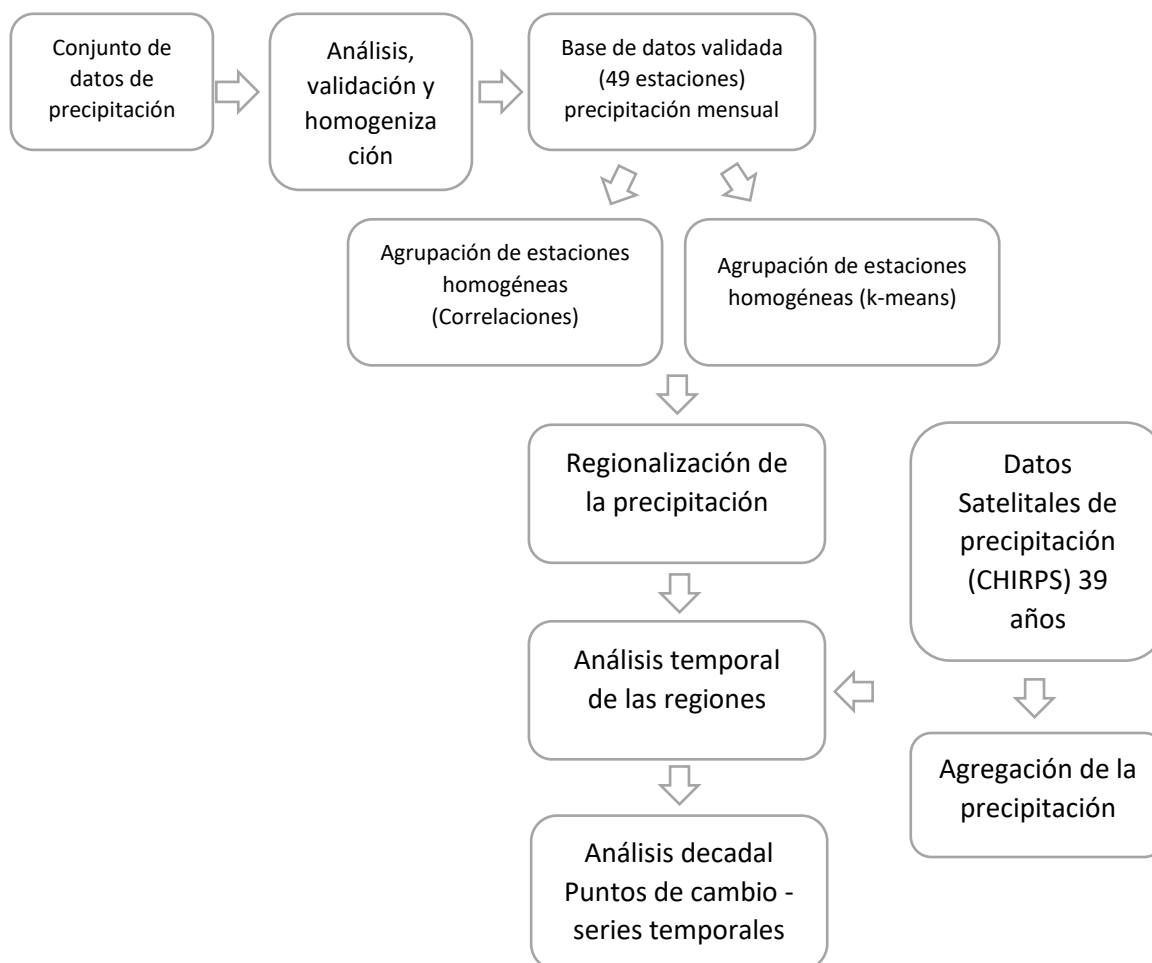 Conjunto de
datos de
precipitación
Análisis,
validación y
homogeniza
ción
Base de datos validada
(49 estaciones)
precipitación mensual
Agrupación de estaciones
homogéneas
(Correlaciones)
Agrupación de estaciones
homogéneas (k-means)
Regionalización de
la precipitación
Datos
Satelitales de
precipitación
(CHIRPS) 39
años
Análisis temporal
de las regiones
Agregación de la
precipitación
Análisis decadal
Puntos de cambio -
series temporales